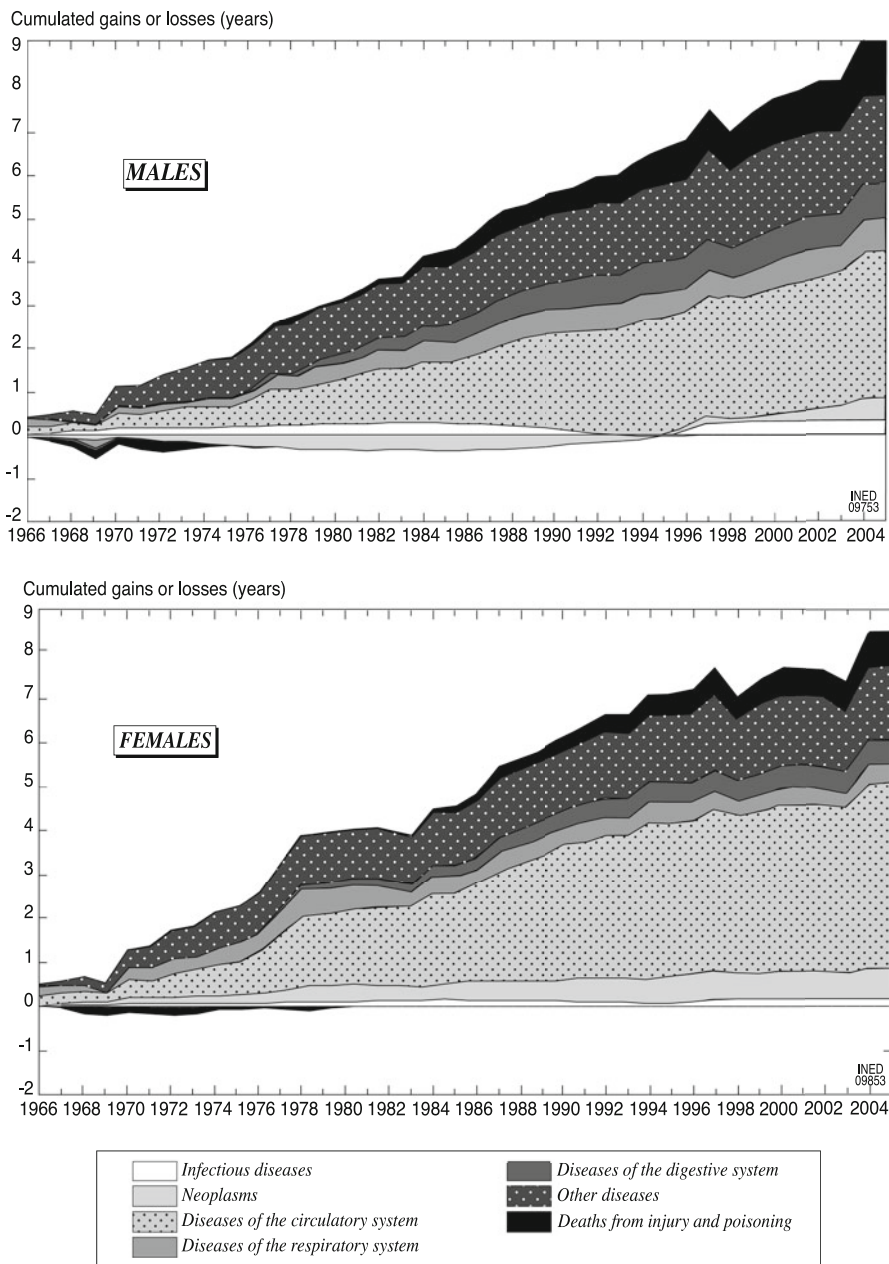 Cumulated gains or losses (years)
9
8
7
6
5
4
3
2
1
0
-1
-2
MALES
INED
09753
1966 1968 1970 1972 1974 1976 1978 1980 1982 1984 1986 1988 1990 1992 1994 1996 1998 2000 2002 2004
Cumulated gains or losses (years)
9
8
7
6
5
4
3
2
1
0
-1
-2
FEMALES
INED
09853
1966 1968 1970 1972 1974 1976 1978 1980 1982 1984 1986 1988 1990 1992 1994 1996 1998 2000 2002 2004
Infectious diseases
Neoplasms
Diseases of the circulatory system
Diseases of the respiratory system
Diseases of the digestive system
Other diseases
Deaths from injury and poisoning